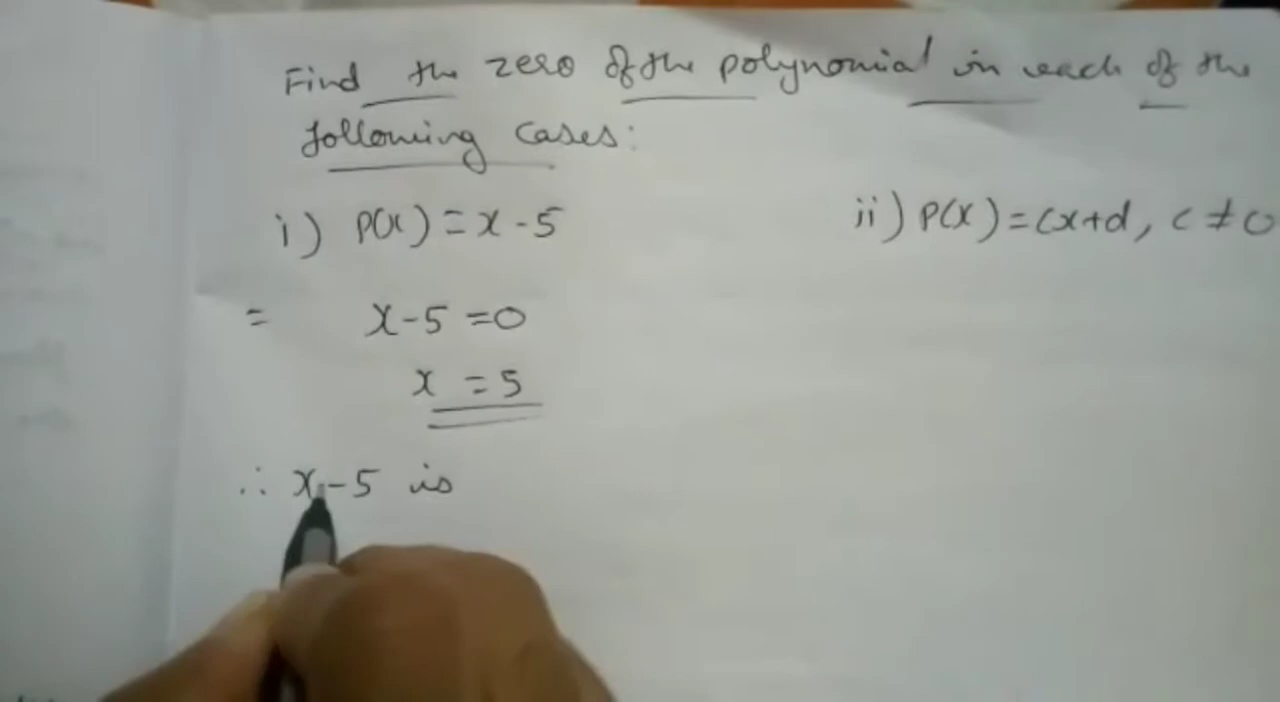 Find the zero of the polynomial in each of the
following cases:
i) P(x) = x - 5
ii) P(x) = cx+d, c ≠ 0
= x - 5 = 0
x = 5
∴ x - 5 is